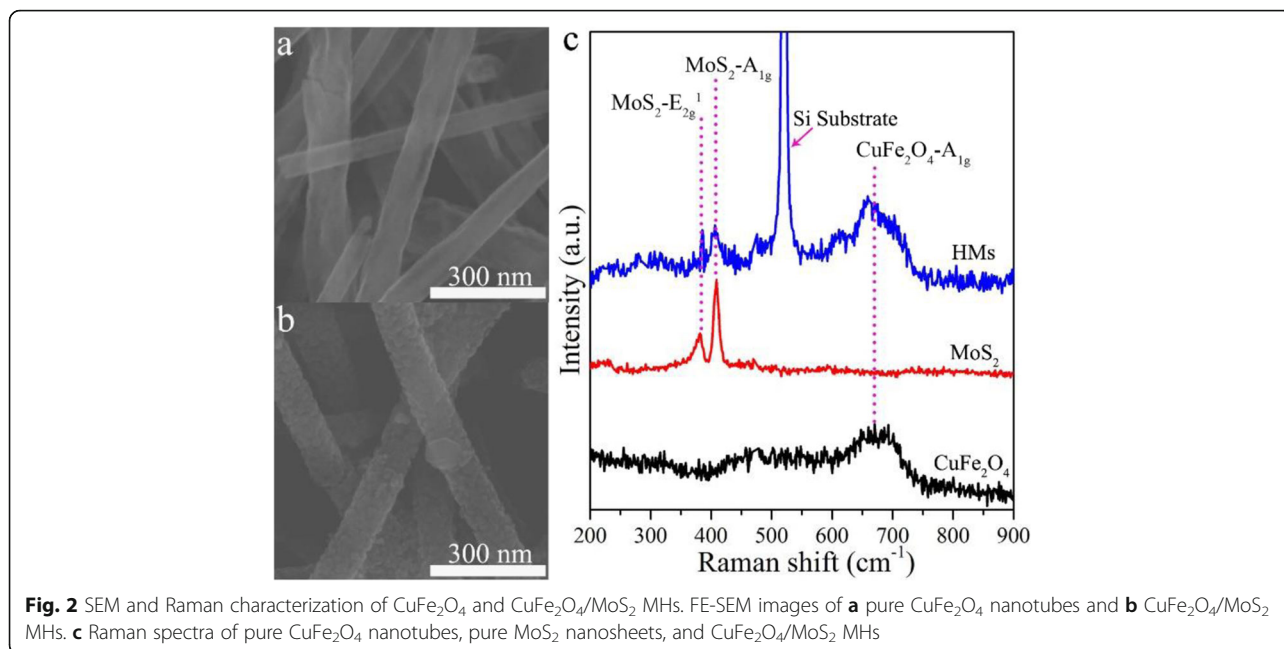 a
300 nm
b
300 nm
c
MoS₂-A₁g
MoS₂-E₂g¹
Si Substrate
CuFe₂O₄-A₁g
HMs
MoS₂
CuFe₂O₄
Intensity (a.u.)
200 300 400 500 600 700 800 900
Raman shift (cm⁻¹)
Fig. 2 SEM and Raman characterization of CuFe₂O₄ and CuFe₂O₄/MoS₂ MHs. FE-SEM images of a pure CuFe₂O₄ nanotubes and b CuFe₂O₄/MoS₂
MHs. c Raman spectra of pure CuFe₂O₄ nanotubes, pure MoS₂ nanosheets, and CuFe₂O₄/MoS₂ MHs